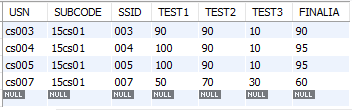 USN SUBCODE SSID TEST1 TEST2 TEST3 FINALIA
cs003 15cs01 003 90 90 10 90
cs004 15cs01 004 100 90 10 95
cs005 15cs01 005 100 90 10 95
cs007 15cs01 007 50 70 30 60
NULL NULL NULL NULL NULL NULL NULL